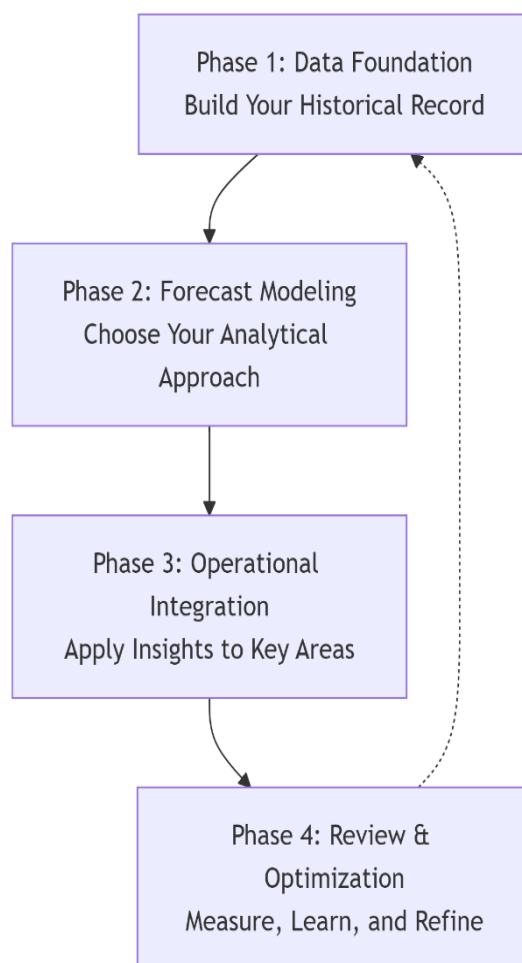 Phase 1: Data Foundation
Build Your Historical Record
Phase 2: Forecast Modeling
Choose Your Analytical
Approach
Phase 3: Operational
Integration
Apply Insights to Key Areas
Phase 4: Review &
Optimization
Measure, Learn, and Refine